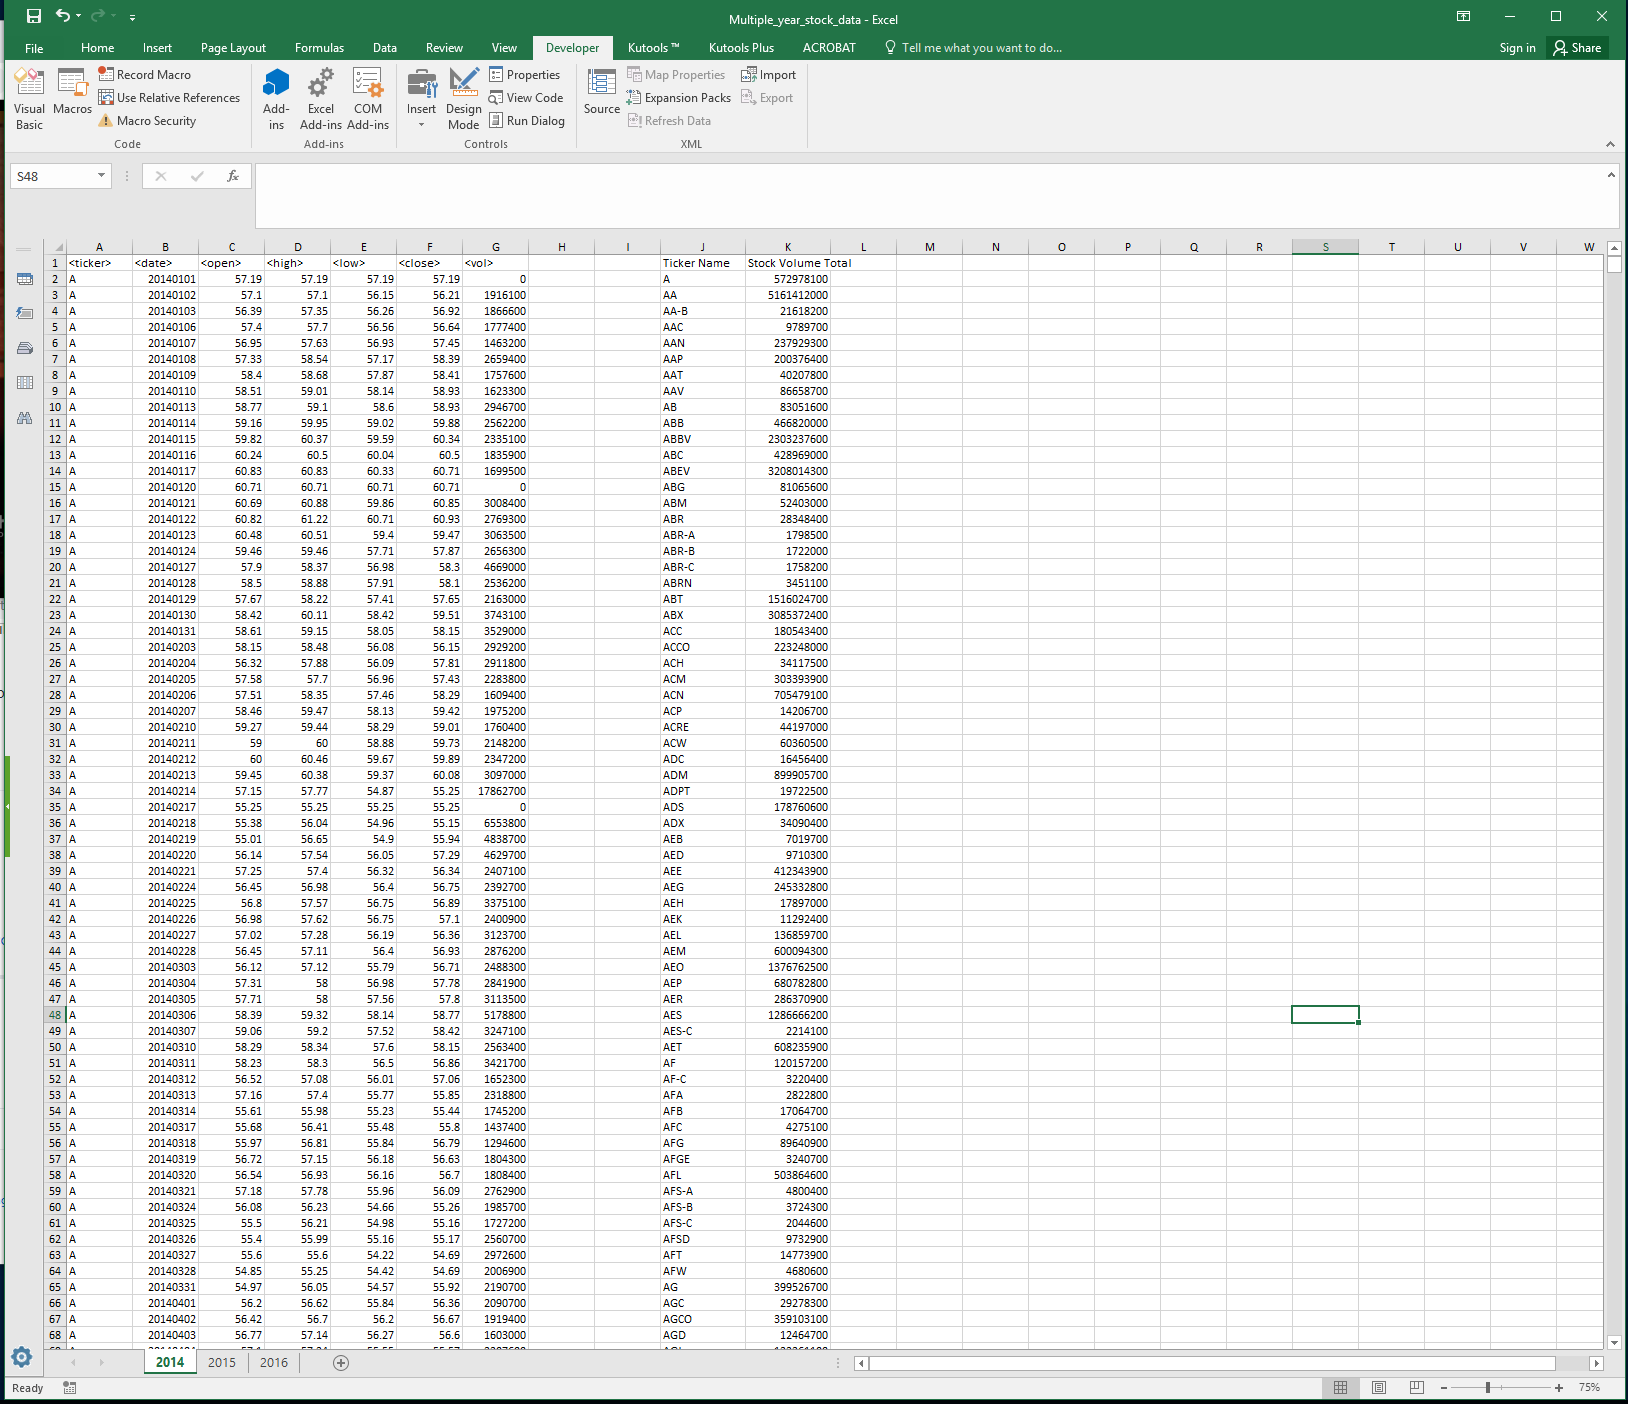 Multiple_year_stock_data - Excel
File Home Insert Page Layout Formulas Data Review View Developer Kutools ™ Kutools Plus ACROBAT Tell me what you want to do... Sign in Share
Visual Basic Macros Record Macro Use Relative References Macro Security Code
Add-ins Excel Add-ins COM Add-ins Add-ins
Insert Design Mode Properties View Code Run Dialog Controls
Source Map Properties Expansion Packs Refresh Data Import Export XML
S48 fx
A B C D E F G H I J K L M N O P Q R S T U V W
1 <ticker> <date> <open> <high> <low> <close> <vol> Ticker Name Stock Volume Total
2 A 20140101 57.19 57.19 57.19 57.19 0 A 572978100
3 A 20140102 57.1 57.1 56.15 56.21 1916100 AA 5161412000
4 A 20140103 56.39 57.35 56.26 56.92 1866600 AA-B 21618200
5 A 20140106 57.4 57.7 56.56 56.64 1777400 AAC 9789700
6 A 20140107 56.95 57.63 56.93 57.45 1463200 AAN 237929300
7 A 20140108 57.33 58.54 57.17 58.39 2659400 AAP 200376400
8 A 20140109 58.4 58.68 57.87 58.41 1757600 AAT 40207800
9 A 20140110 58.51 59.01 58.14 58.93 1623300 AAV 86658700
10 A 20140113 58.77 59.1 58.6 58.93 2946700 AB 83051600
11 A 20140114 59.16 59.95 59.02 59.88 2562200 ABB 466820000
12 A 20140115 59.82 60.37 59.59 60.34 2335100 ABBV 2303237600
13 A 20140116 60.24 60.5 60.04 60.5 1835900 ABC 428969000
14 A 20140117 60.83 60.83 60.33 60.71 1699500 ABEV 3208014300
15 A 20140120 60.71 60.71 60.71 60.71 0 ABG 81065600
16 A 20140121 60.69 60.88 59.86 60.85 3008400 ABM 52403000
17 A 20140122 60.82 61.22 60.71 60.93 2769300 ABR 28348400
18 A 20140123 60.48 60.51 59.4 59.47 3063500 ABR-A 1798500
19 A 20140124 59.46 59.46 57.71 57.87 2656300 ABR-B 1722000
20 A 20140127 57.9 58.37 56.98 58.3 4669000 ABR-C 1758200
21 A 20140128 58.5 58.88 57.91 58.1 2536200 ABRN 3451100
22 A 20140129 57.67 58.22 57.41 57.65 2163000 ABT 1516024700
23 A 20140130 58.42 60.11 58.42 59.51 3743100 ABX 3085372400
24 A 20140131 58.61 59.15 58.05 58.15 3529000 ACC 180543400
25 A 20140203 58.15 58.48 56.08 56.15 2929200 ACCO 223248000
26 A 20140204 56.32 57.88 56.09 57.81 2911800 ACH 34117500
27 A 20140205 57.58 57.7 56.96 57.43 2283800 ACM 303393900
28 A 20140206 57.51 58.35 57.46 58.29 1609400 ACN 705479100
29 A 20140207 58.46 59.47 58.13 59.42 1975200 ACP 14206700
30 A 20140210 59.27 59.44 58.29 59.01 1760400 ACRE 44197000
31 A 20140211 59 60 58.88 59.73 2148200 ACW 60360500
32 A 20140212 60 60.46 59.67 59.89 2347200 ADC 16456400
33 A 20140213 59.45 60.38 59.37 60.08 3097000 ADM 899905700
34 A 20140214 57.15 57.77 54.87 55.25 17862700 ADPT 19722500
35 A 20140217 55.25 55.25 55.25 55.25 0 ADS 178760600
36 A 20140218 55.38 56.04 54.96 55.15 6553800 ADX 34090400
37 A 20140219 55.01 56.65 54.9 55.94 4838700 AEB 7019700
38 A 20140220 56.14 57.54 56.05 57.29 4629700 AED 9710300
39 A 20140221 57.25 57.4 56.32 56.34 2407100 AEE 412343900
40 A 20140224 56.45 56.98 56.4 56.75 2392700 AEG 245332800
41 A 20140225 56.8 57.57 56.75 56.89 3375100 AEH 17897000
42 A 20140226 56.98 57.62 56.75 57.1 2400900 AEK 11292400
43 A 20140227 57.02 57.28 56.19 56.36 3123700 AEL 136859700
44 A 20140228 56.45 57.11 56.4 56.93 2876200 AEM 600094300
45 A 20140303 56.12 57.12 55.79 56.71 2488300 AEO 1376762500
46 A 20140304 57.31 58 56.98 57.78 2841900 AEP 680782800
47 A 20140305 57.71 58 57.56 57.8 3113500 AER 286370900
48 A 20140306 58.39 59.32 58.14 58.77 5178800 AES 1286666200
49 A 20140307 59.06 59.2 57.52 58.42 3247100 AES-C 2214100
50 A 20140310 58.29 58.34 57.6 58.15 2563400 AET 608235900
51 A 20140311 58.23 58.3 56.5 56.86 3421700 AF 120157200
52 A 20140312 56.52 57.08 56.01 57.06 1652300 AF-C 3220400
53 A 20140313 57.16 57.4 55.77 55.85 2318800 AFA 2822800
54 A 20140314 55.61 55.98 55.23 55.44 1745200 AFB 17064700
55 A 20140317 55.68 56.41 55.48 55.8 1437400 AFC 4275100
56 A 20140318 55.97 56.81 55.84 56.79 1294600 AFG 89640900
57 A 20140319 56.72 57.15 56.18 56.63 1804300 AFGE 3240700
58 A 20140320 56.54 56.93 56.16 56.7 1808400 AFL 503864600
59 A 20140321 57.18 57.78 55.96 56.09 2762900 AFS-A 4800400
60 A 20140324 56.08 56.23 54.66 55.26 1985700 AFS-B 3724300
61 A 20140325 55.5 56.21 54.98 55.16 1727200 AFS-C 2044600
62 A 20140326 55.4 55.99 55.16 55.17 2560700 AFSD 9732900
63 A 20140327 55.6 55.6 54.22 54.69 2972600 AFT 14773900
64 A 20140328 54.85 55.25 54.42 54.69 2006900 AFW 4680600
65 A 20140331 54.97 56.05 54.57 55.92 2190700 AG 399526700
66 A 20140401 56.2 56.62 55.84 56.36 2090700 AGC 29278300
67 A 20140402 56.42 56.7 56.2 56.67 1919400 AGCO 359103100
68 A 20140403 56.77 57.14 56.27 56.6 1603000 AGD 12464700
2014 2015 2016
Ready 75%